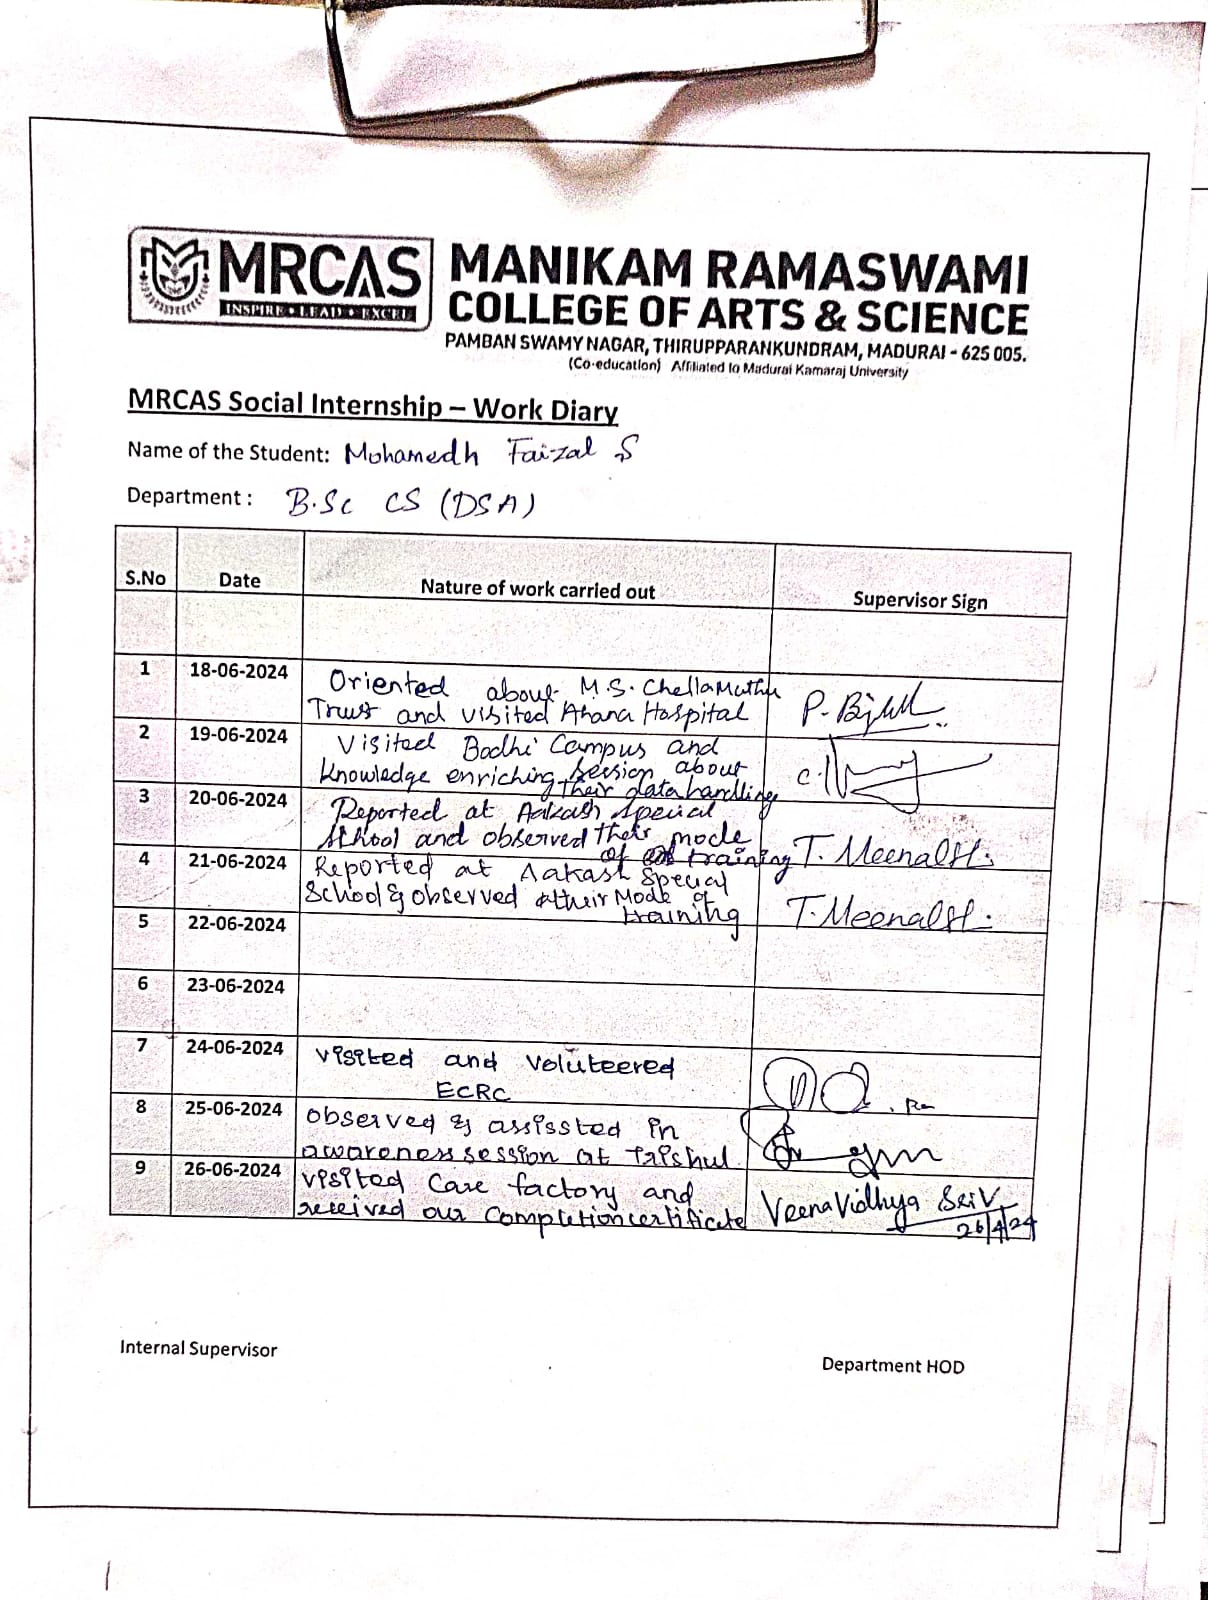 MRCAS
INSPIRE • LEAD • EXCEL
MANIKAM RAMASWAMI
COLLEGE OF ARTS & SCIENCE
PAMBAN SWAMY NAGAR, THIRUPPARANKUNDRAM, MADURAI - 625 005.
(Co-education) Affiliated to Madurai Kamaraj University
MRCAS Social Internship – Work Diary
Name of the Student: Mohamedh Faizal S
Department : B.Sc CS (DSA)
S.No Date Nature of work carried out Supervisor Sign
1 18-06-2024 Oriented about M.S. ChellaMuthu
Trust and visited Ahana Hospital
2 19-06-2024 Visited Bodhi Campus and
knowledge enriching session about
their data handling
3 20-06-2024 Reported at Aakash Special
School and observed their mode
of training T. Meenakshi.
4 21-06-2024 Reported at Aakash Special
School & observed their Mode of
training T. Meenakshi.
5 22-06-2024
6 23-06-2024
7 24-06-2024 visited and voluteered
ECRC
8 25-06-2024 observed & assissted in
awareness session at Trishul
9 26-06-2024 visited Care factory and
received our Completion certificate Veena Vidhya Sri V
26/4/24
Internal Supervisor
Department HOD